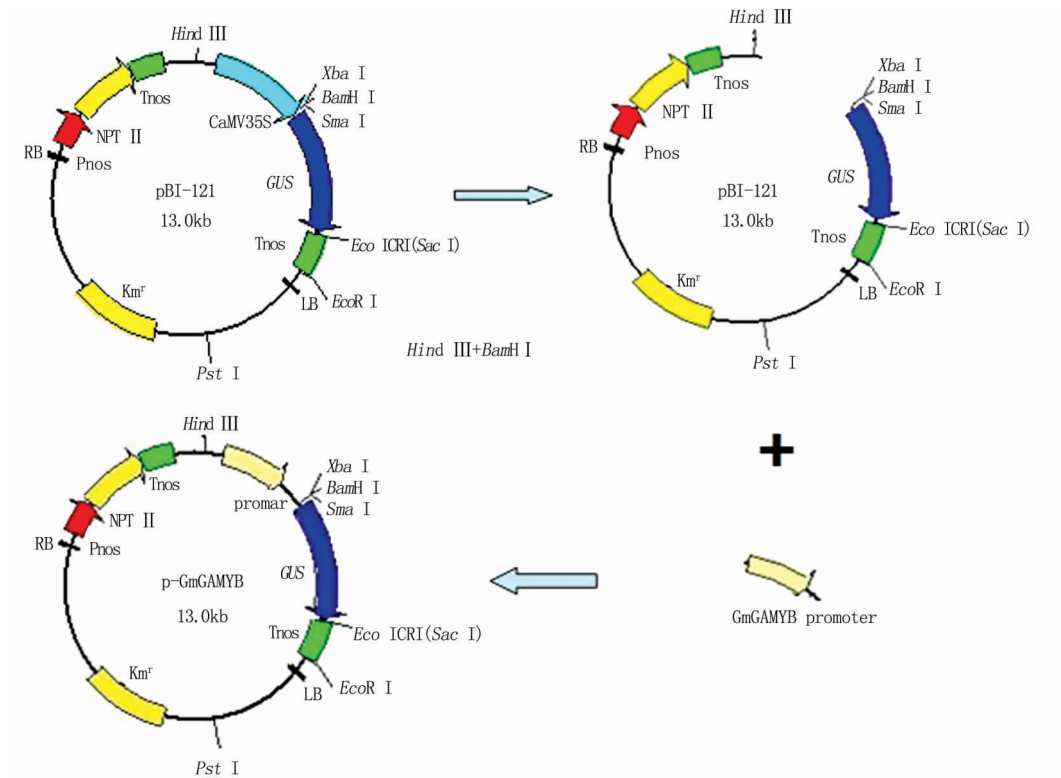 Hind Ⅲ
Xba Ⅰ
BamH Ⅰ
Sma Ⅰ
Tnos
CaMV35S
NPT Ⅱ
RB
Pnos
pBI-121
13.0kb
GUS
Tnos
Eco ICRI(Sac Ⅰ)
EcoR Ⅰ
LB
Kmʳ
Pst Ⅰ
Hind Ⅲ+BamH Ⅰ
Hind Ⅲ
Xba Ⅰ
BamH Ⅰ
Sma Ⅰ
Tnos
NPT Ⅱ
RB
Pnos
pBI-121
13.0kb
GUS
Tnos
Eco ICRI(Sac Ⅰ)
EcoR Ⅰ
LB
Kmʳ
Pst Ⅰ
+
GmGAMYB promoter
Hind Ⅲ
Xba Ⅰ
BamH Ⅰ
Sma Ⅰ
Tnos
promar
NPT Ⅱ
RB
Pnos
p-GmGAMYB
13.0kb
GUS
Tnos
Eco ICRI(Sac Ⅰ)
EcoR Ⅰ
LB
Kmʳ
Pst Ⅰ